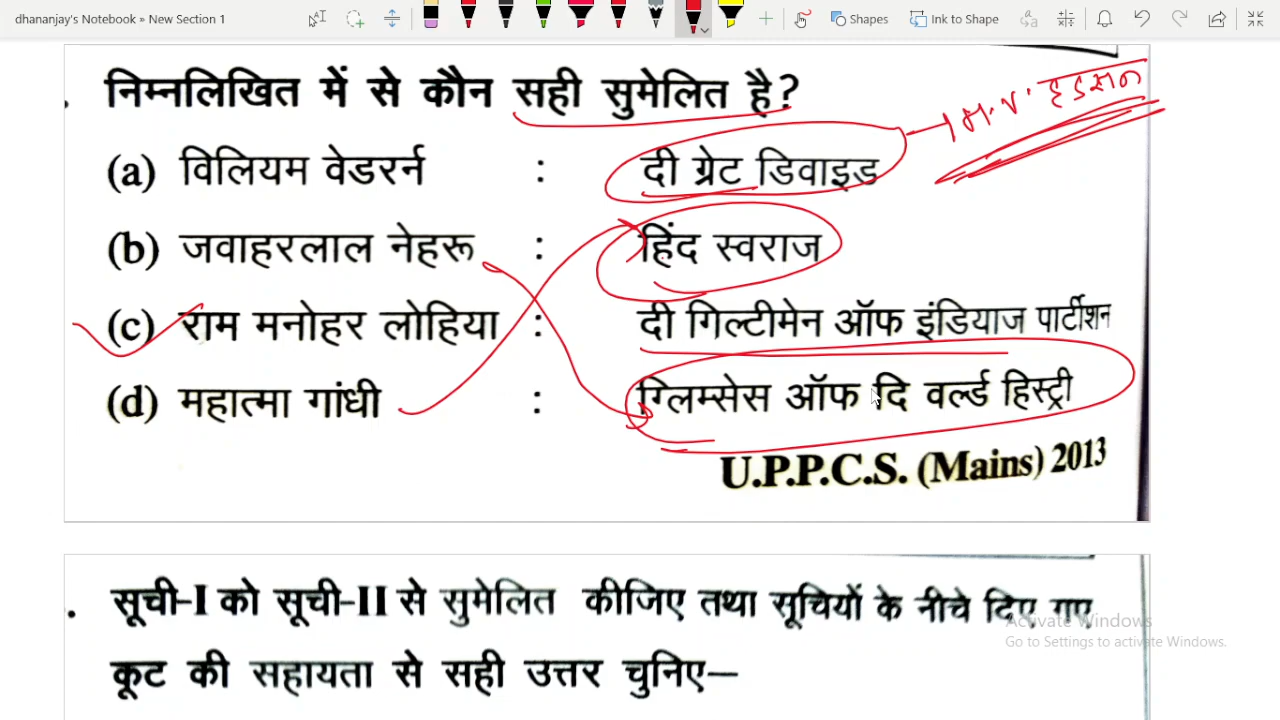 dhananjay's Notebook » New Section 1
Shapes
Ink to Shape
. निम्नलिखित में से कौन सही सुमेलित है?
(a) विलियम वेडरर्न : दी ग्रेट डिवाइड
(b) जवाहरलाल नेहरू : हिंद स्वराज
(c) राम मनोहर लोहिया : दी गिल्टीमेन ऑफ इंडियाज पार्टीशन
(d) महात्मा गांधी : ग्लिम्सेस ऑफ दि वर्ल्ड हिस्ट्री
U.P.P.C.S. (Mains) 2013
. सूची-I को सूची-II से सुमेलित कीजिए तथा सूचियों के नीचे दिए गए
कूट की सहायता से सही उत्तर चुनिए—
Activate Windows
Go to Settings to activate Windows.